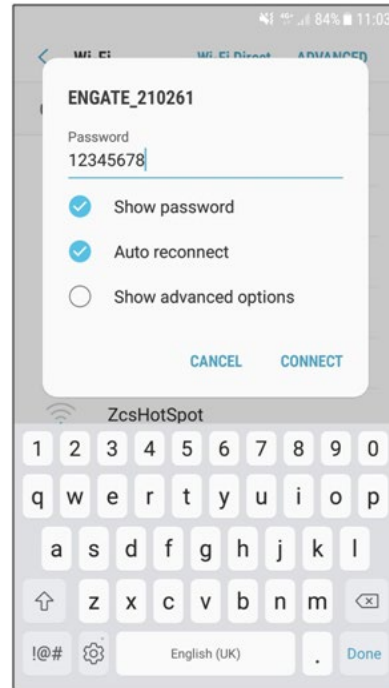 84% 11:03
Wi-Fi Wi-Fi Direct ADVANCED
ENGATE_210261
Password
12345678
Show password
Auto reconnect
Show advanced options
CANCEL CONNECT
ZcsHotSpot
1 2 3 4 5 6 7 8 9 0
q w e r t y u i o p
a s d f g h j k l
z x c v b n m
!@# English (UK) . Done